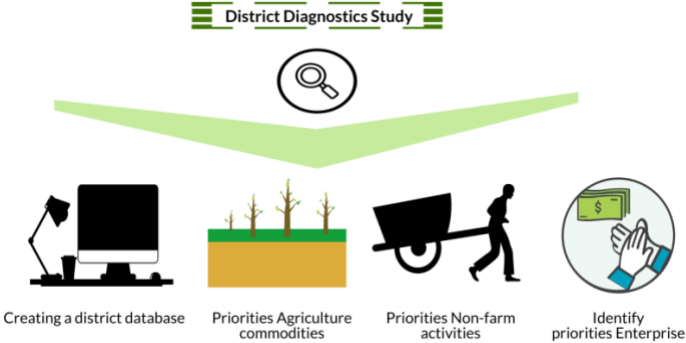 District Diagnostics Study
$
Creating a district database
Priorities Agriculture
commodities
Priorities Non-farm
activities
Identify
priorities Enterprise